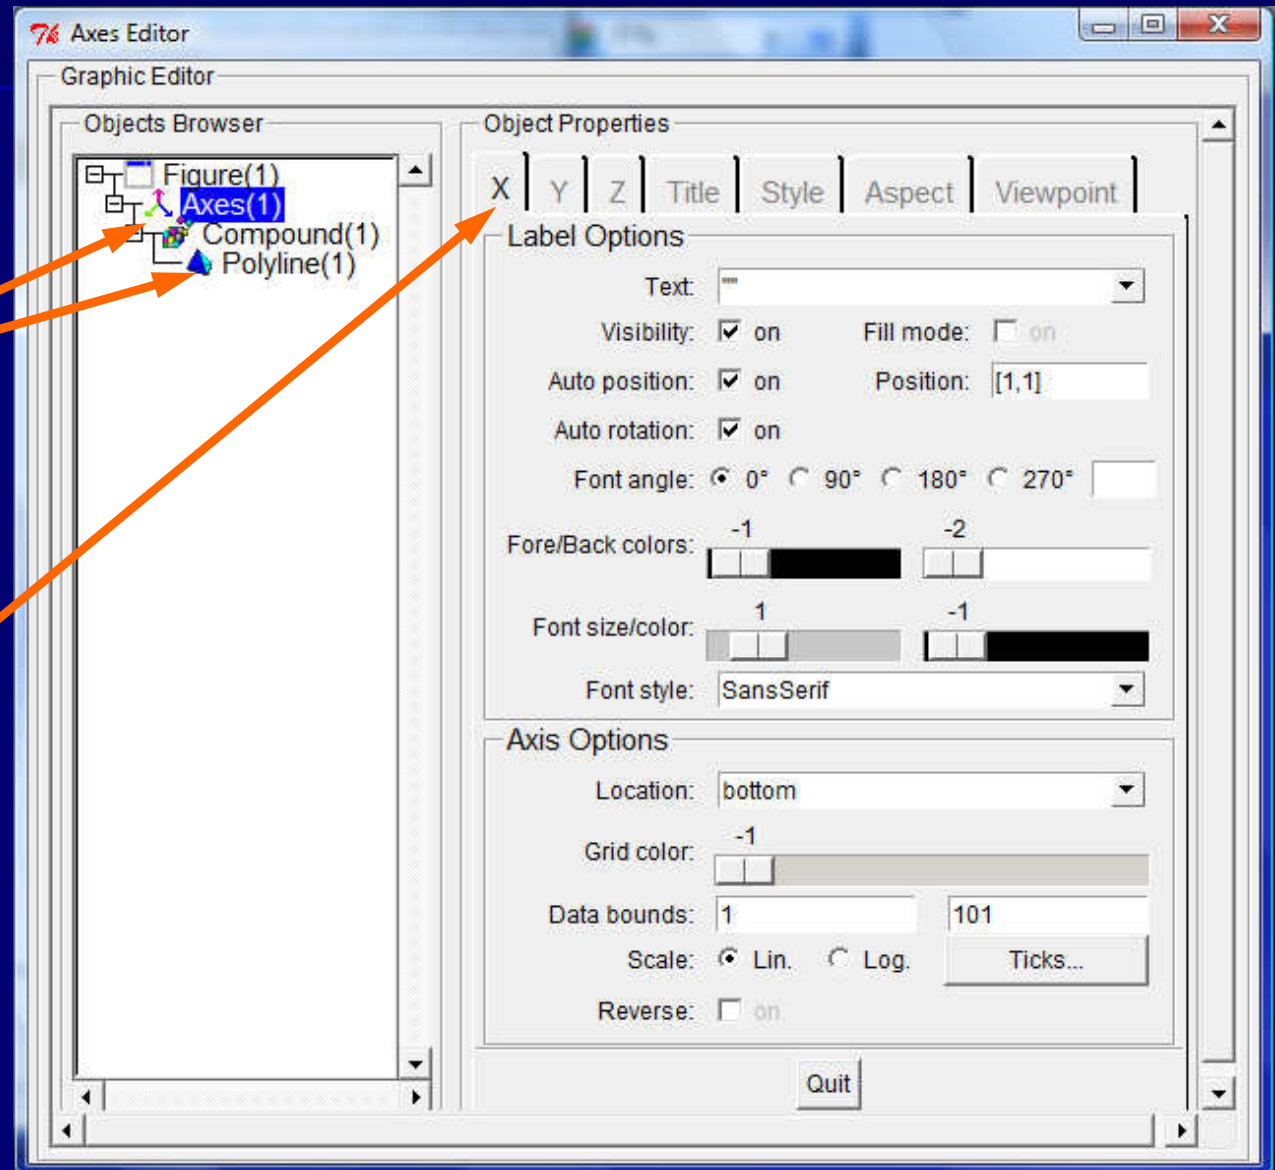 Axes Editor
Graphic Editor
Objects Browser
Figure(1)
Axes(1)
Compound(1)
Polyline(1)
Object Properties
X Y Z Title Style Aspect Viewpoint
Label Options
Text: ""
Visibility: on Fill mode: on
Auto position: on Position: [1,1]
Auto rotation: on
Font angle: 0° 90° 180° 270°
-1 -2
Fore/Back colors:
1 -1
Font size/color:
Font style: SansSerif
Axis Options
Location: bottom
-1
Grid color:
Data bounds: 1 101
Scale: Lin. Log. Ticks...
Reverse: on
Quit